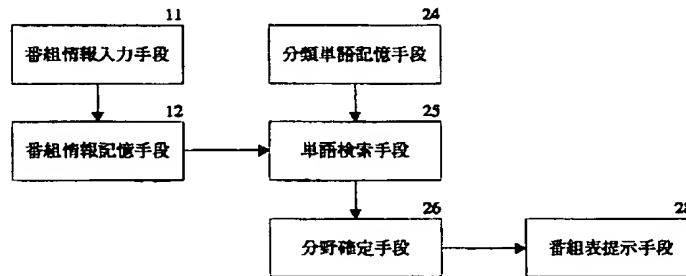 11
番組情報入力手段
24
分類単語記憶手段
12
番組情報記憶手段
25
単語検索手段
26
分野確定手段
28
番組表提示手段